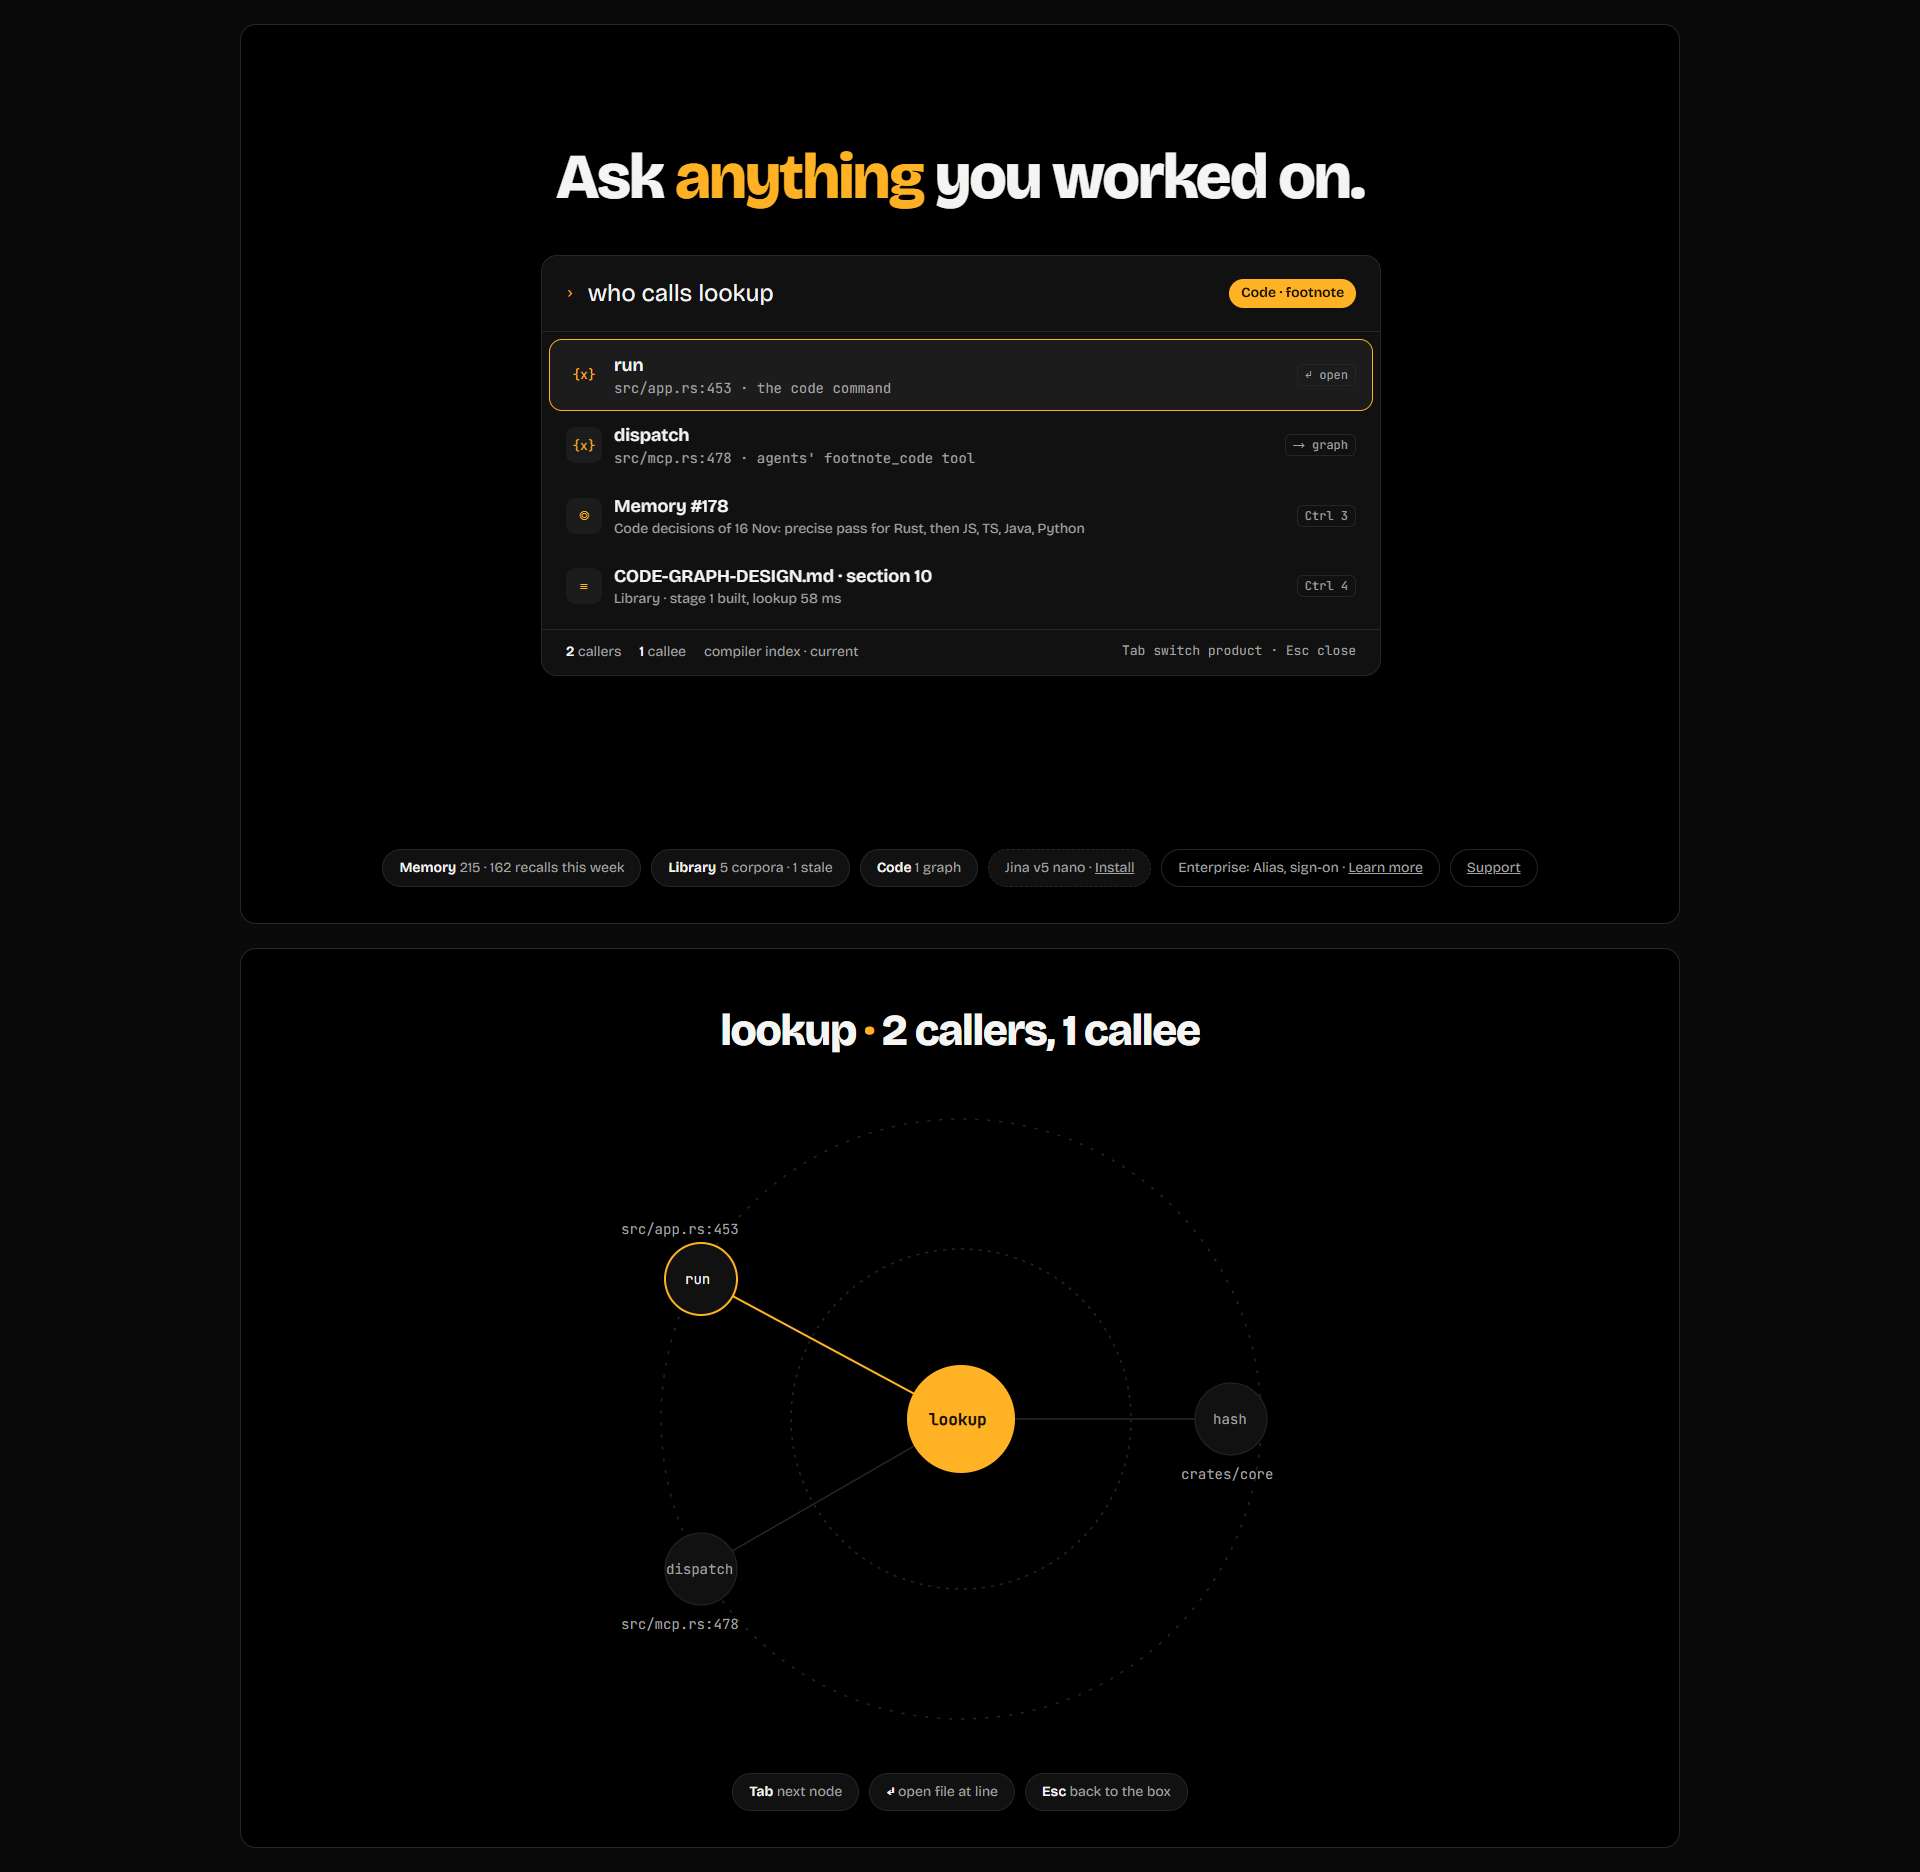 Ask anything you worked on.
› who calls lookup
Code · footnote
{x} run
src/app.rs:453 · the code command
↲ open
{x} dispatch
src/mcp.rs:478 · agents' footnote_code tool
→ graph
Memory #178
Code decisions of 16 Nov: precise pass for Rust, then JS, TS, Java, Python
Ctrl 3
≡ CODE-GRAPH-DESIGN.md · section 10
Library · stage 1 built, lookup 58 ms
Ctrl 4
2 callers 1 callee compiler index · current
Tab switch product · Esc close
Memory 215 · 162 recalls this week
Library 5 corpora · 1 stale
Code 1 graph
Jina v5 nano · Install
Enterprise: Alias, sign-on · Learn more
Support
lookup · 2 callers, 1 callee
src/app.rs:453
run
lookup
hash
crates/core
dispatch
src/mcp.rs:478
Tab next node
↲ open file at line
Esc back to the box